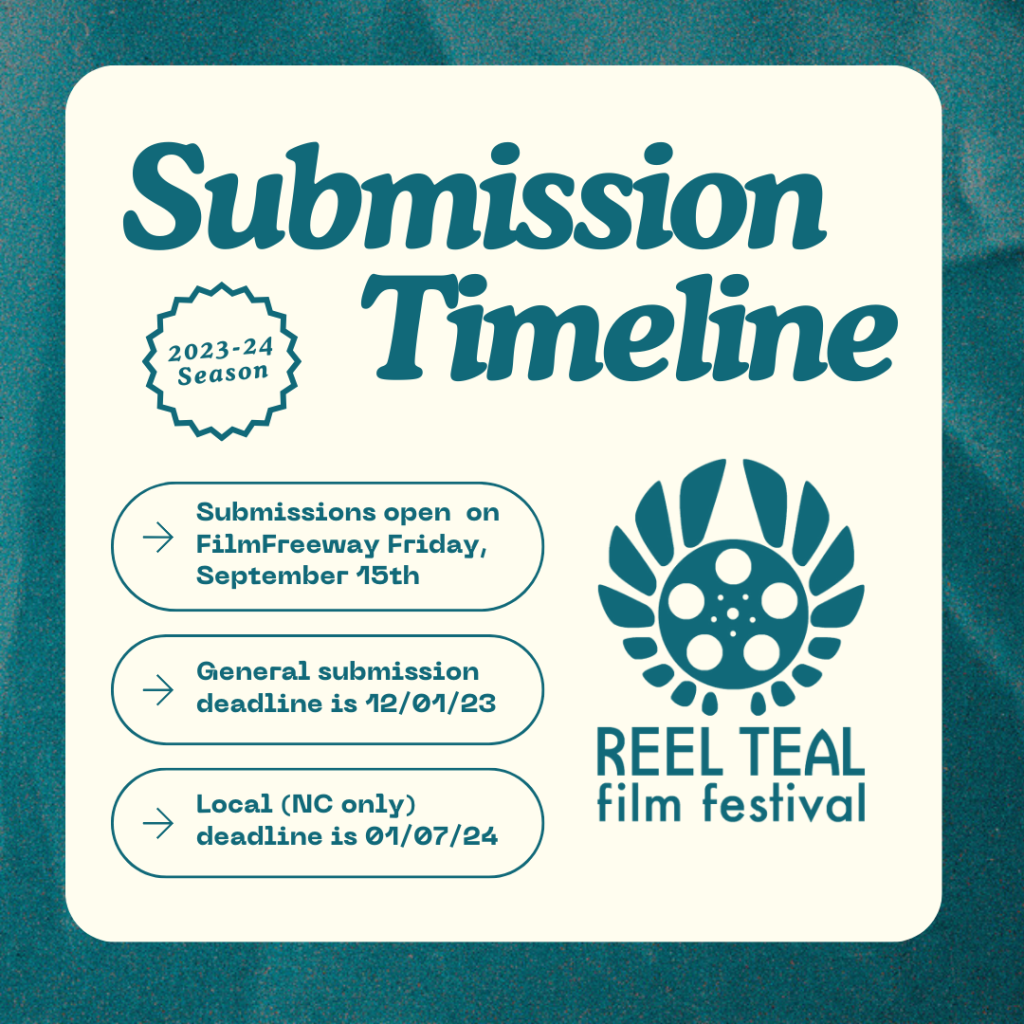 Submission
Timeline
2023-24
Season
Submissions open on
FilmFreeway Friday,
September 15th
General submission
deadline is 12/01/23
Local (NC only)
deadline is 01/07/24
REEL TEAL
film festival